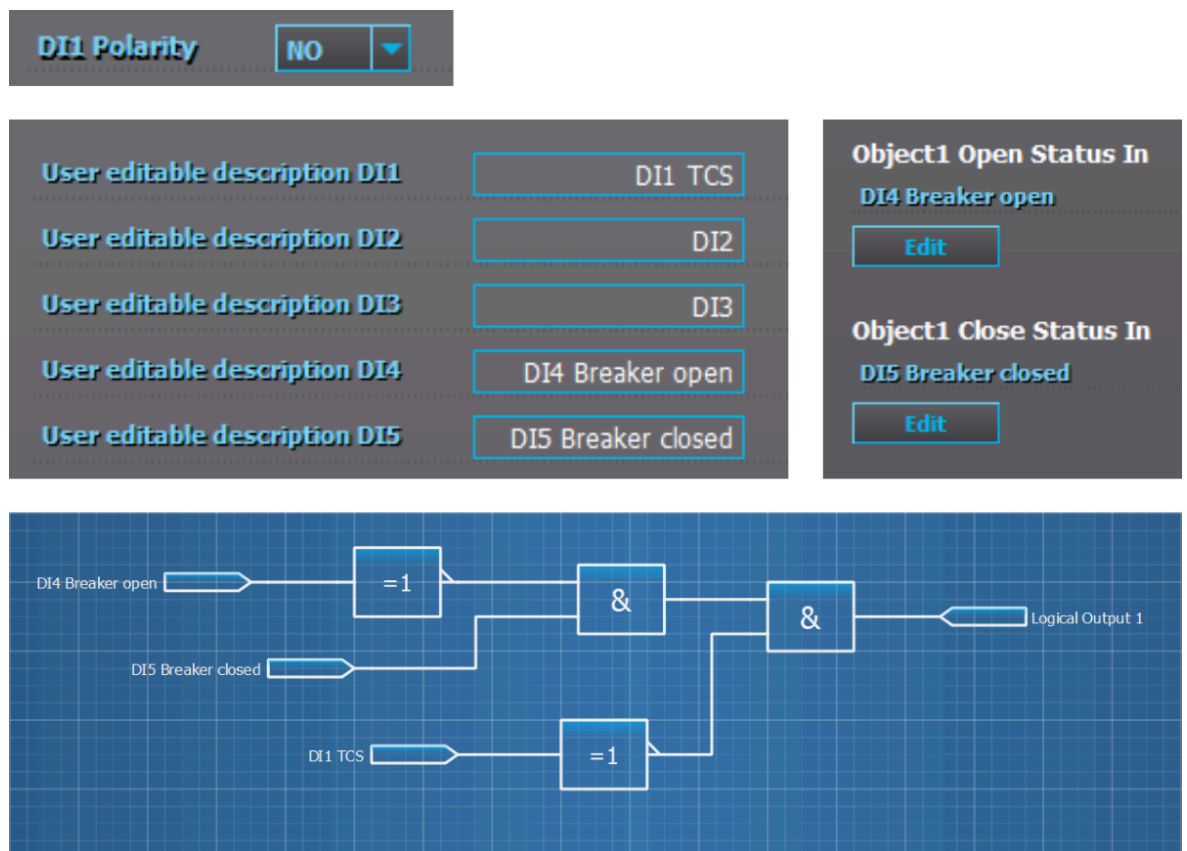 DI1 Polarity NO
User editable description DI1 DI1 TCS
User editable description DI2 DI2
User editable description DI3 DI3
User editable description DI4 DI4 Breaker open
User editable description DI5 DI5 Breaker closed
Object1 Open Status In
DI4 Breaker open
Edit
Object1 Close Status In
DI5 Breaker closed
Edit
DI4 Breaker open
=1
&
&
Logical Output 1
DI5 Breaker closed
DI1 TCS
=1